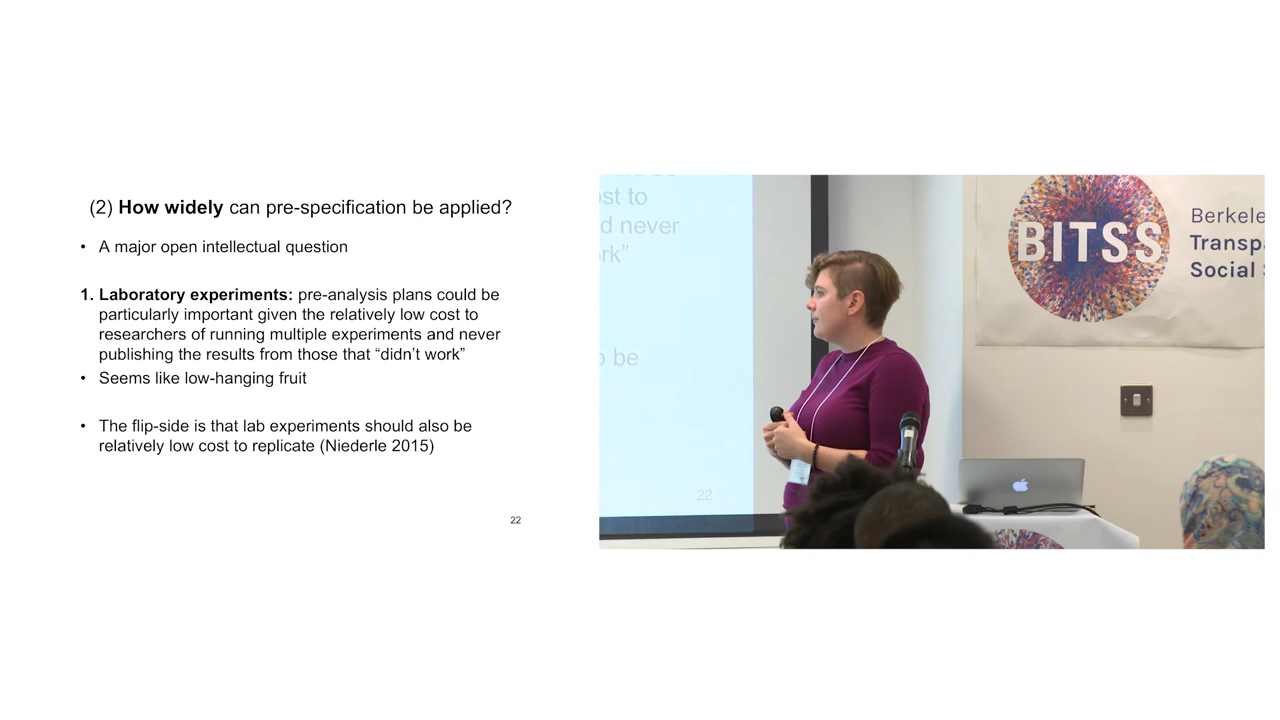 (2) How widely can pre-specification be applied?
• A major open intellectual question
1. Laboratory experiments: pre-analysis plans could be
particularly important given the relatively low cost to
researchers of running multiple experiments and never
publishing the results from those that “didn’t work”
• Seems like low-hanging fruit
• The flip-side is that lab experiments should also be
relatively low cost to replicate (Niederle 2015)
22
st to
d never
rk”
be
22
BITSS
Berkele
Transp
Social